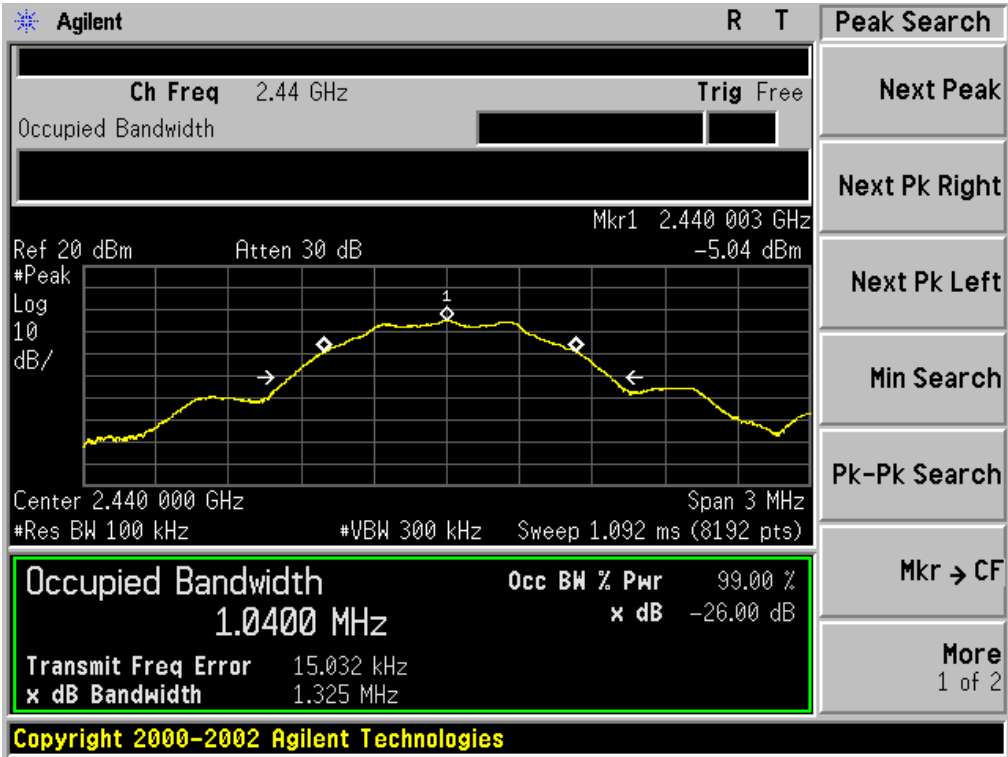 Agilent R T Peak Search
Ch Freq 2.44 GHz Trig Free
Occupied Bandwidth
Mkr1 2.440 003 GHz
Ref 20 dBm Atten 30 dB −5.04 dBm
#Peak
Log
10
dB/
1
Center 2.440 000 GHz Span 3 MHz
#Res BW 100 kHz #VBW 300 kHz Sweep 1.092 ms (8192 pts)
Occupied Bandwidth Occ BW % Pwr 99.00 %
1.0400 MHz x dB −26.00 dB
Transmit Freq Error 15.032 kHz
x dB Bandwidth 1.325 MHz
Copyright 2000–2002 Agilent Technologies
Next Peak
Next Pk Right
Next Pk Left
Min Search
Pk–Pk Search
Mkr → CF
More
1 of 2